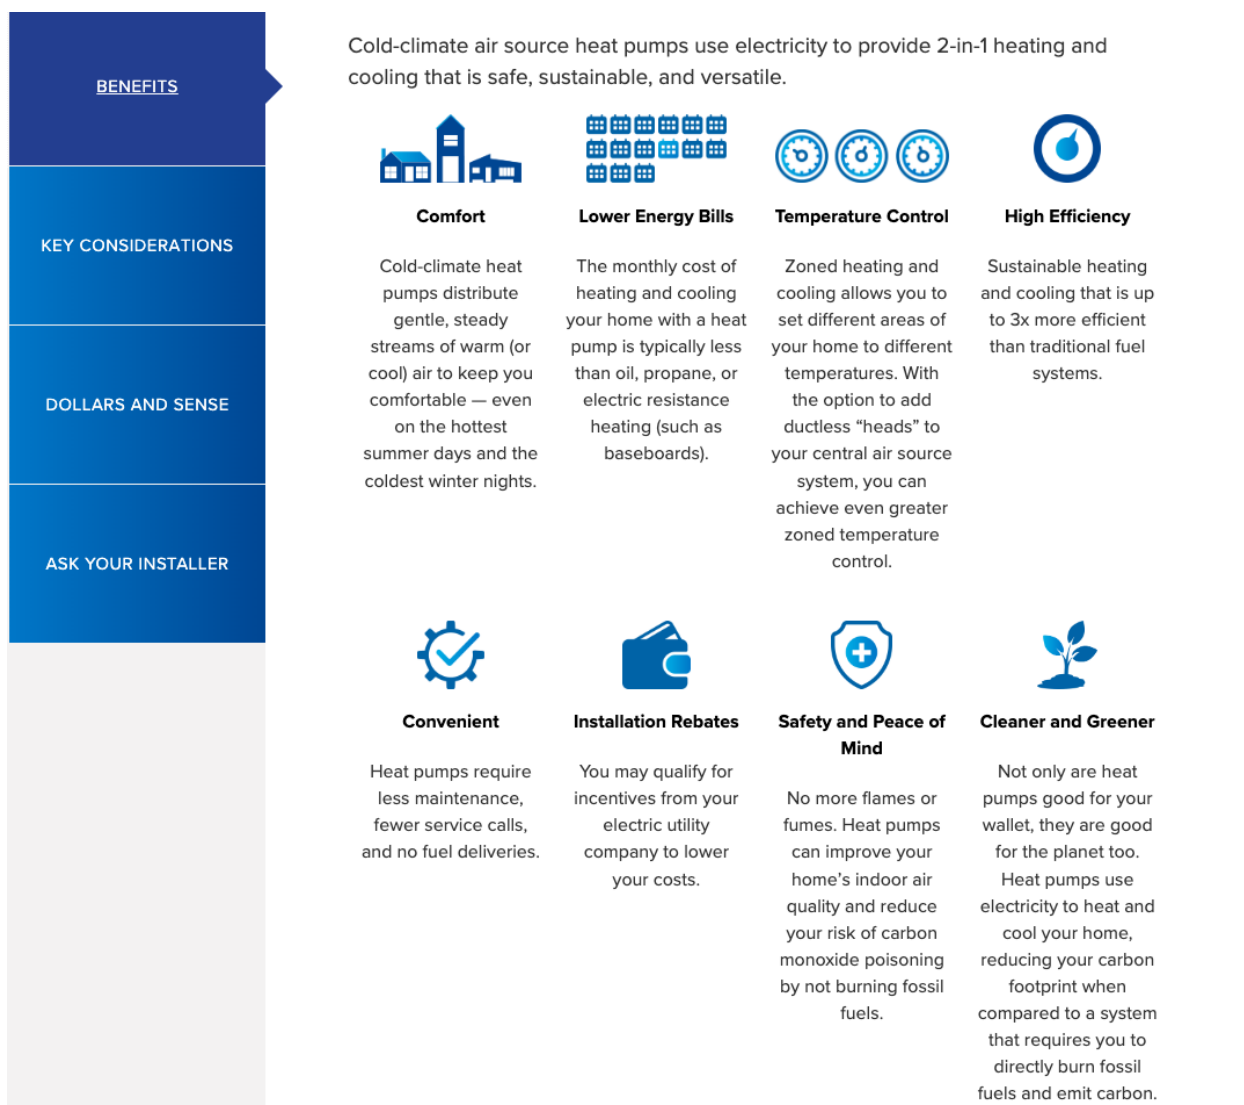 BENEFITS
KEY CONSIDERATIONS
DOLLARS AND SENSE
ASK YOUR INSTALLER
Cold-climate air source heat pumps use electricity to provide 2-in-1 heating and
cooling that is safe, sustainable, and versatile.
Comfort
Cold-climate heat
pumps distribute
gentle, steady
streams of warm (or
cool) air to keep you
comfortable — even
on the hottest
summer days and the
coldest winter nights.
Lower Energy Bills
The monthly cost of
heating and cooling
your home with a heat
pump is typically less
than oil, propane, or
electric resistance
heating (such as
baseboards).
Temperature Control
Zoned heating and
cooling allows you to
set different areas of
your home to different
temperatures. With
the option to add
ductless “heads” to
your central air source
system, you can
achieve even greater
zoned temperature
control.
High Efficiency
Sustainable heating
and cooling that is up
to 3x more efficient
than traditional fuel
systems.
Convenient
Heat pumps require
less maintenance,
fewer service calls,
and no fuel deliveries.
Installation Rebates
You may qualify for
incentives from your
electric utility
company to lower
your costs.
Safety and Peace of
Mind
No more flames or
fumes. Heat pumps
can improve your
home’s indoor air
quality and reduce
your risk of carbon
monoxide poisoning
by not burning fossil
fuels.
Cleaner and Greener
Not only are heat
pumps good for your
wallet, they are good
for the planet too.
Heat pumps use
electricity to heat and
cool your home,
reducing your carbon
footprint when
compared to a system
that requires you to
directly burn fossil
fuels and emit carbon.